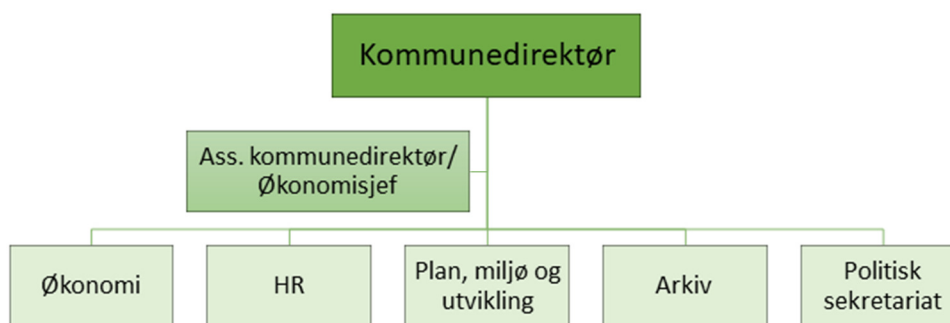 Kommunedirektør
Ass. kommunedirektør/
Økonomisjef
Økonomi
HR
Plan, miljø og
utvikling
Arkiv
Politisk
sekretariat